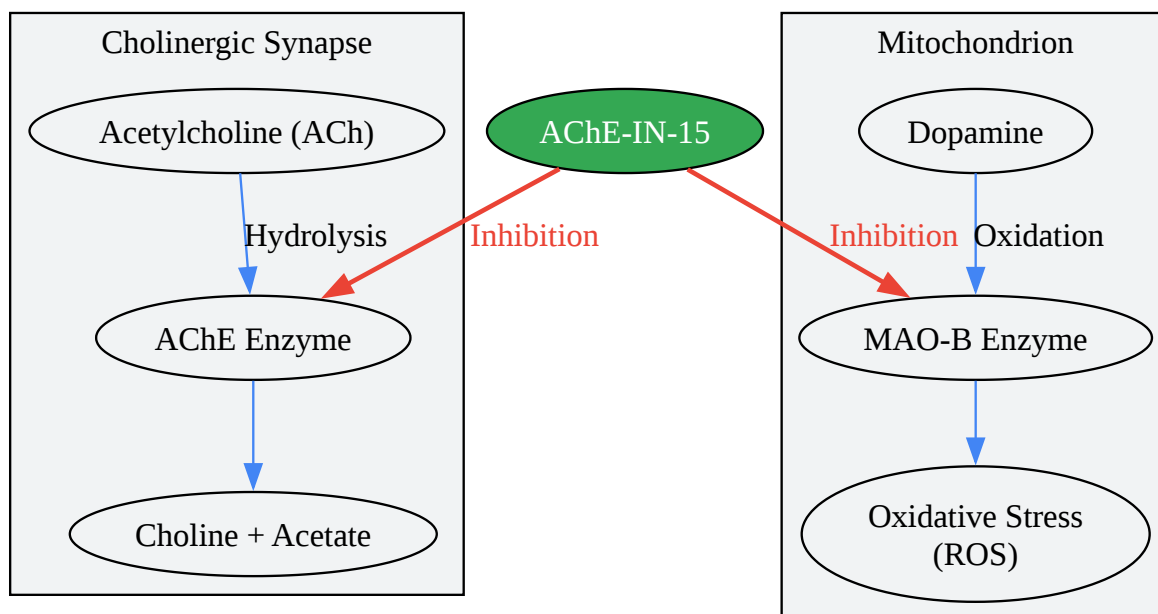 Cholinergic Synapse
Mitochondrion
Acetylcholine (ACh)
AChE-IN-15
Dopamine
Hydrolysis
Inhibition
Inhibition
Oxidation
AChE Enzyme
MAO-B Enzyme
Choline + Acetate
Oxidative Stress
(ROS)